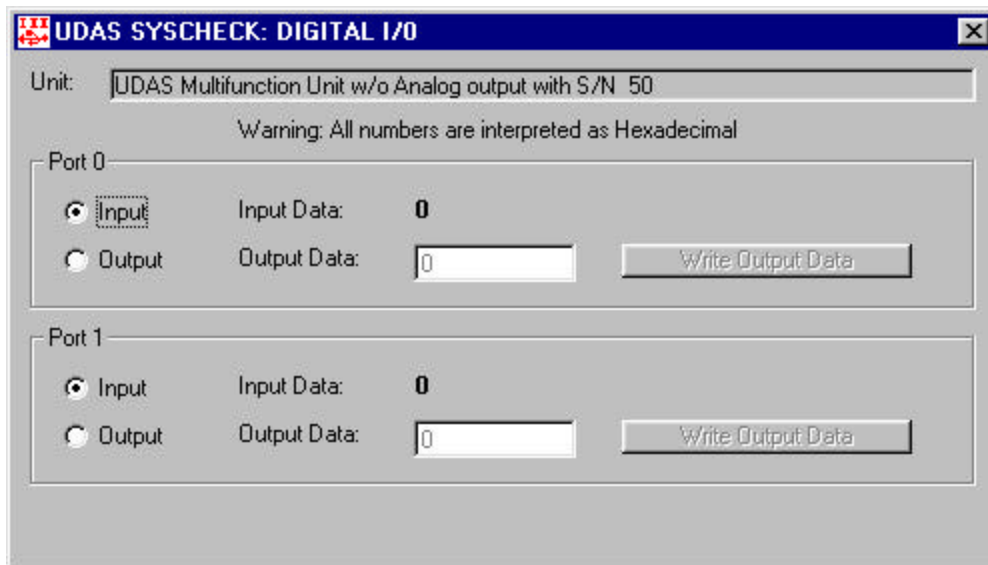 UDAS SYSCHECK: DIGITAL I/O
Unit: UDAS Multifunction Unit w/o Analog output with S/N 50
Warning: All numbers are interpreted as Hexadecimal
Port 0
Input Input Data: 0
Output Output Data: 0 Write Output Data
Port 1
Input Input Data: 0
Output Output Data: 0 Write Output Data